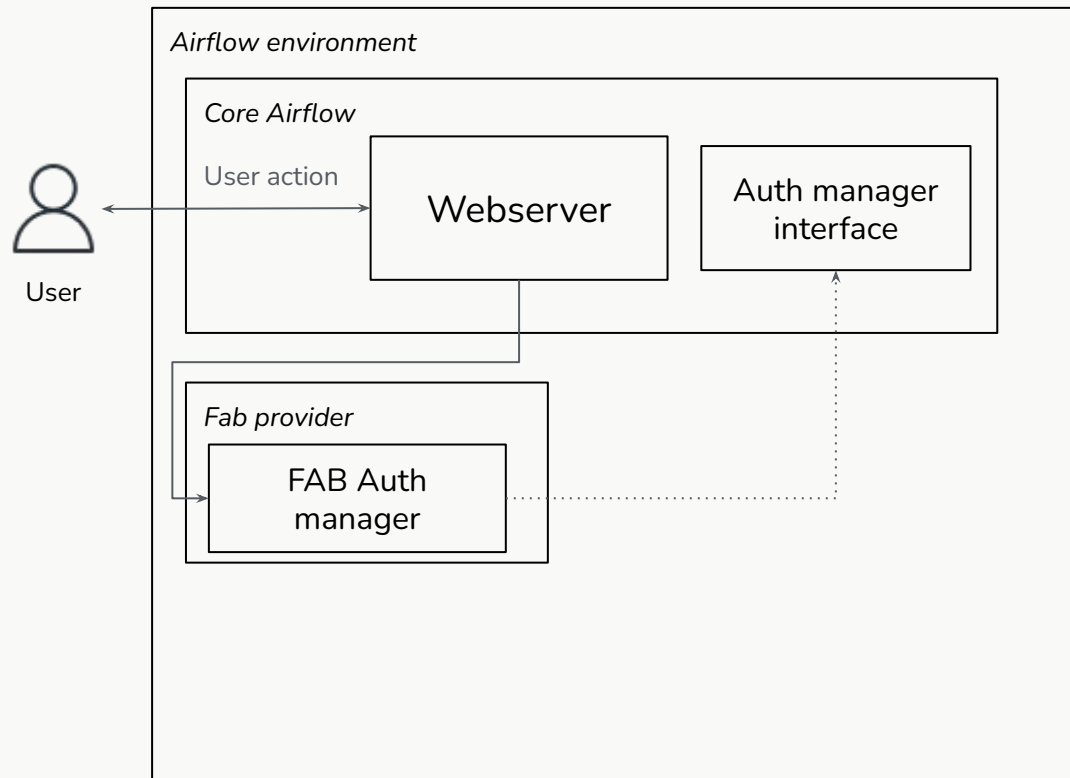 Airflow environment
Core Airflow
User action
Webserver
Auth manager
interface
User
Fab provider
FAB Auth
manager